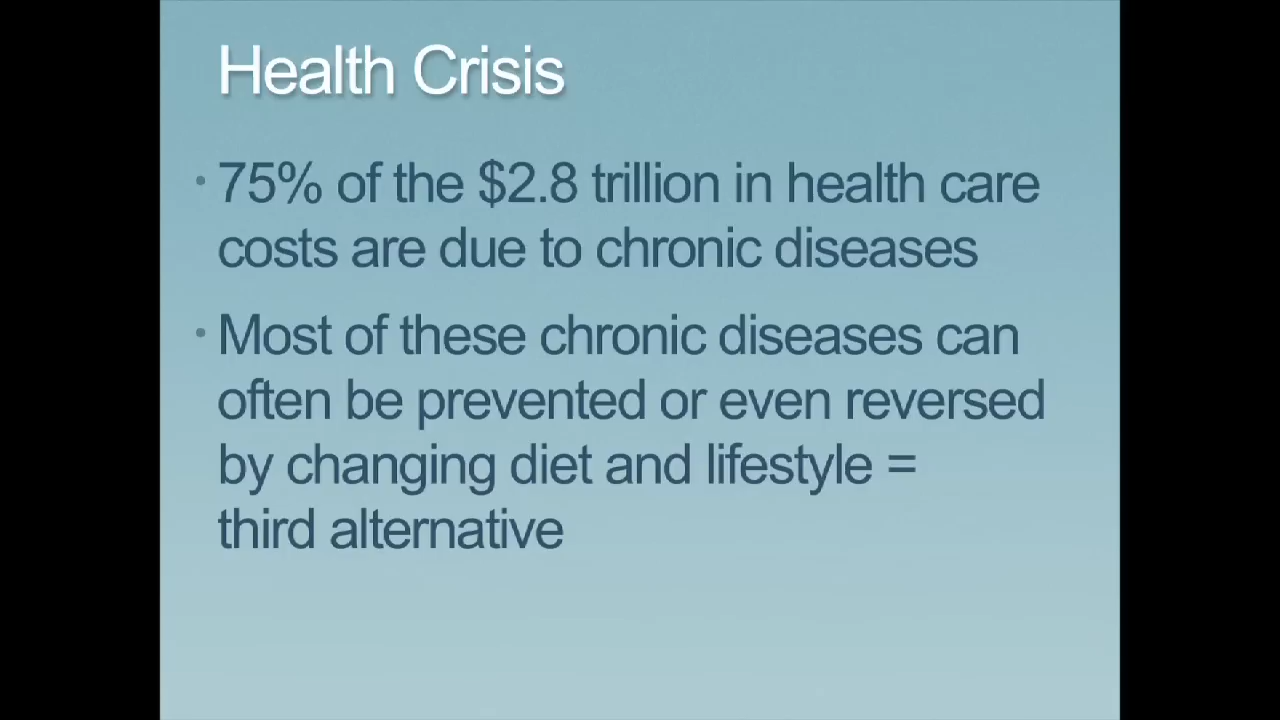 Health Crisis
• 75% of the $2.8 trillion in health care
costs are due to chronic diseases
• Most of these chronic diseases can
often be prevented or even reversed
by changing diet and lifestyle =
third alternative